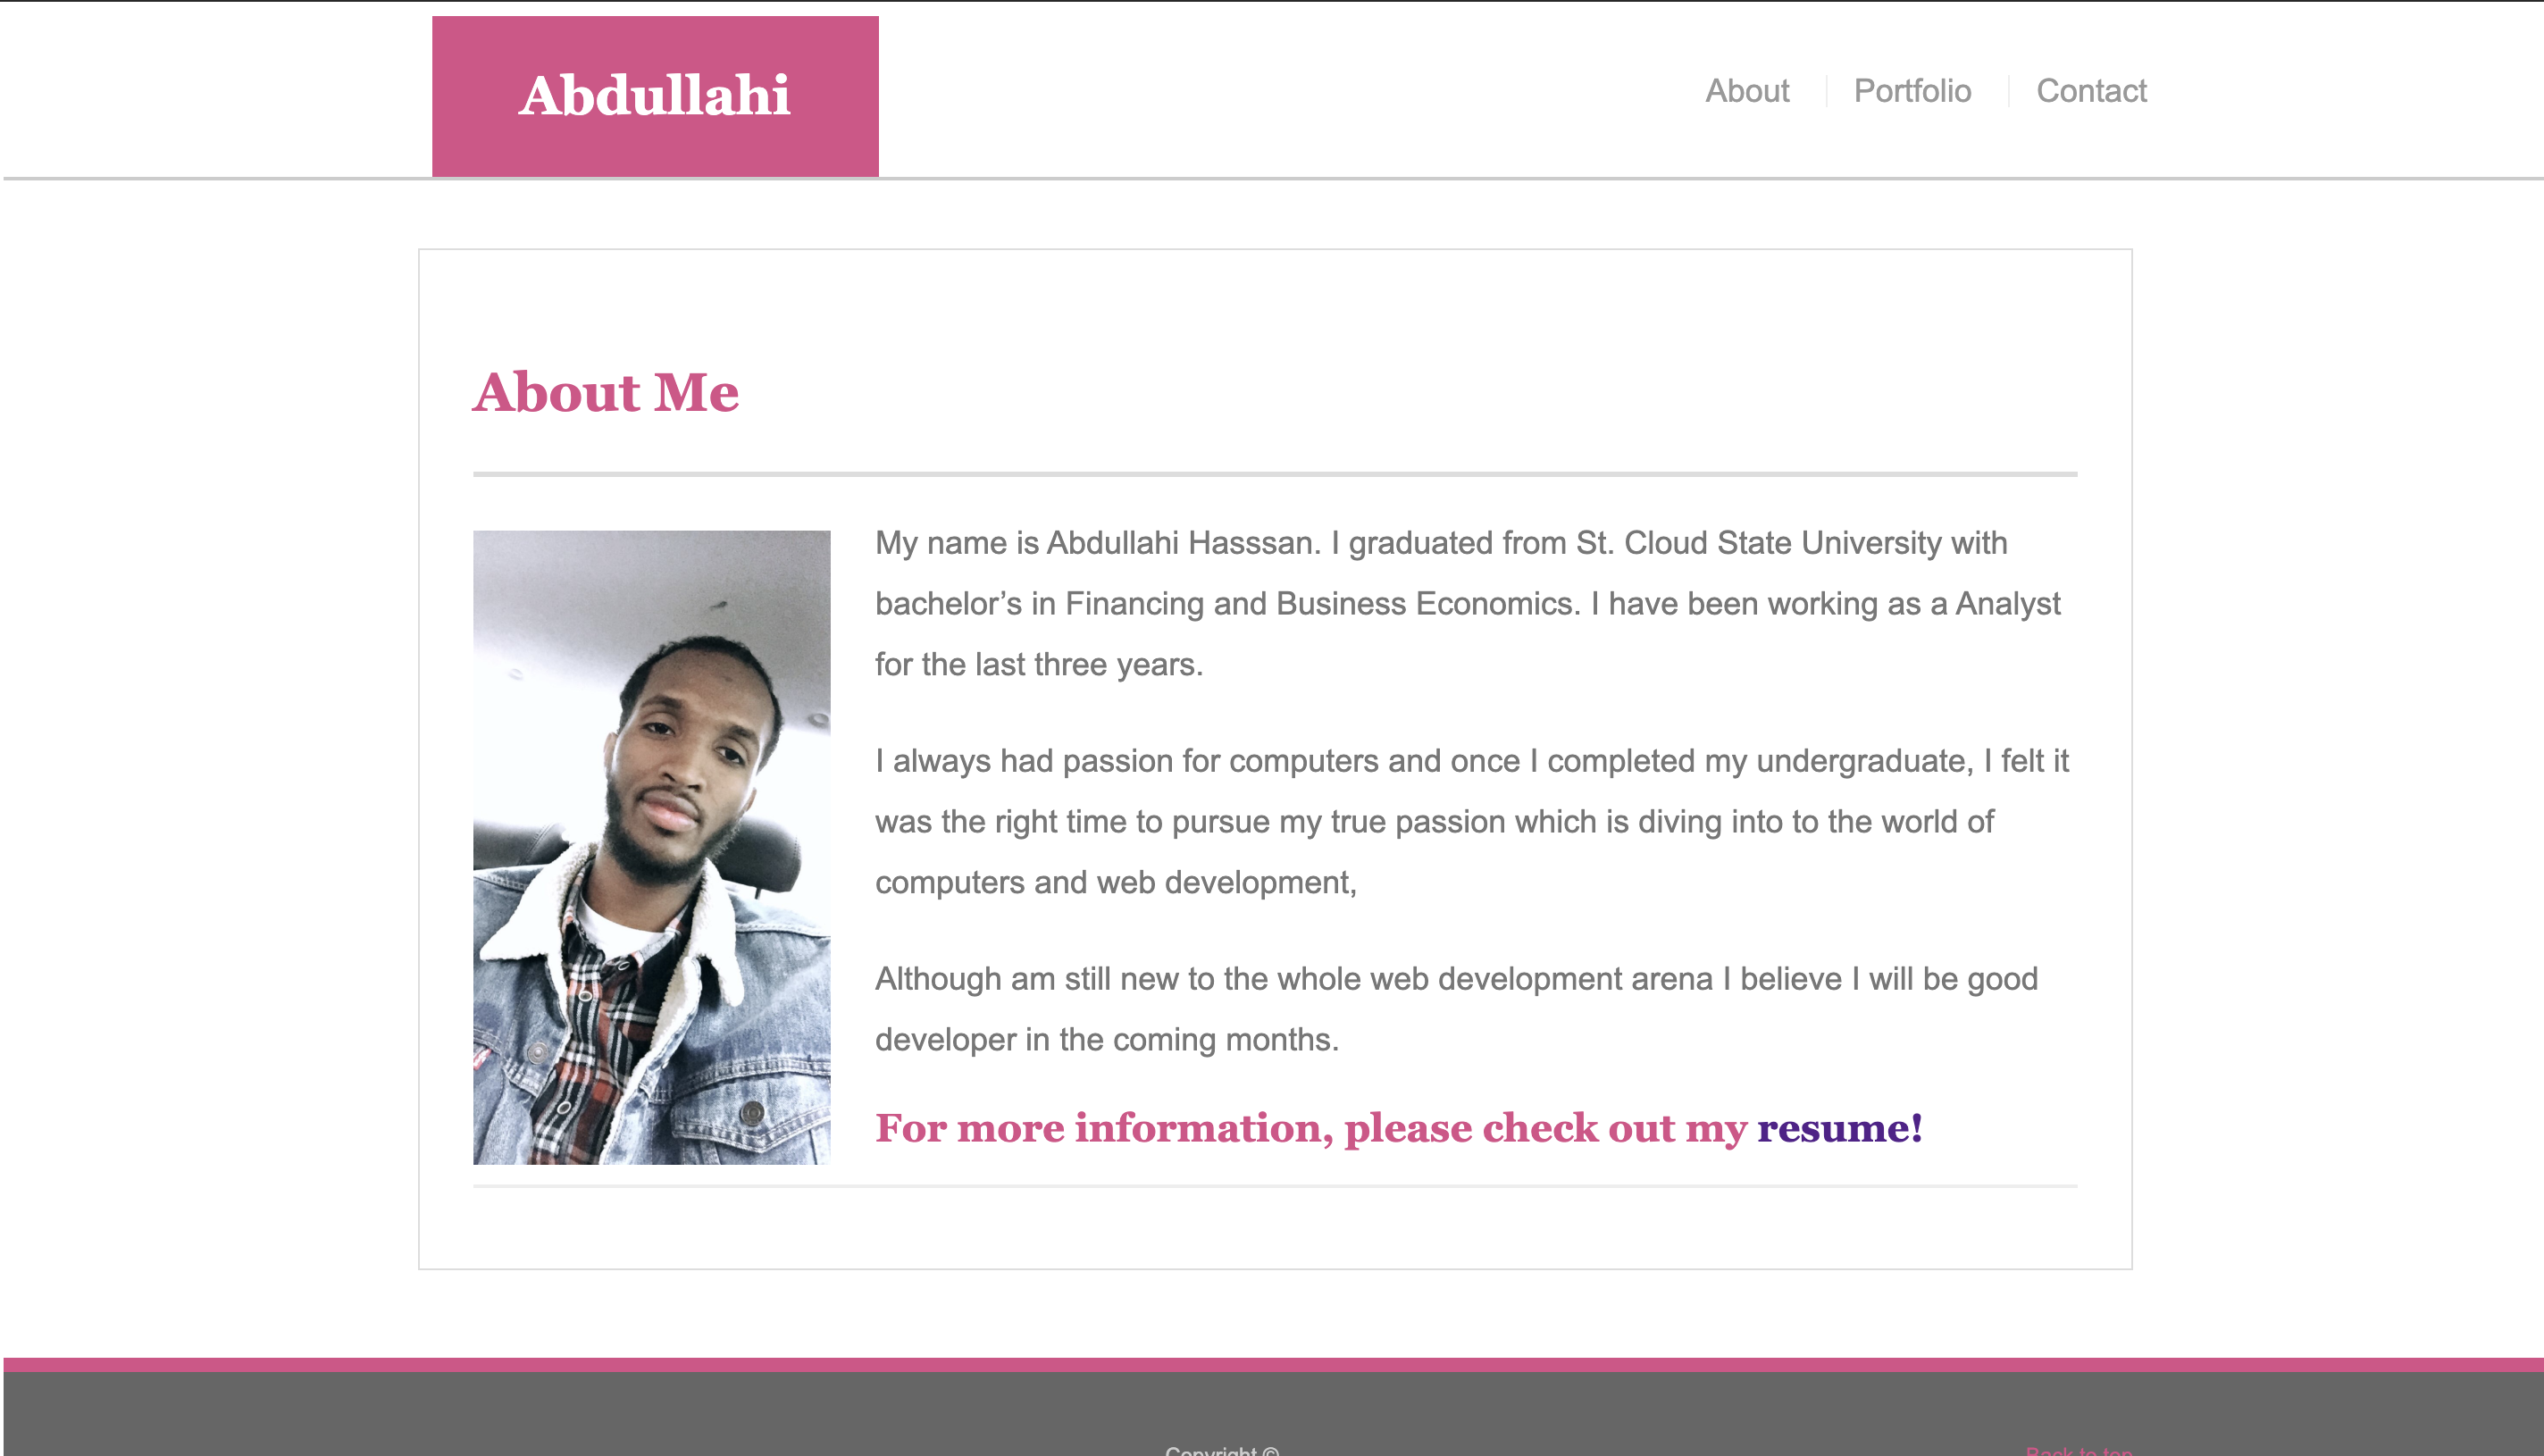 Abdullahi
About
Portfolio
Contact
About Me
My name is Abdullahi Hasssan. I graduated from St. Cloud State University with
bachelor’s in Financing and Business Economics. I have been working as a Analyst
for the last three years.
I always had passion for computers and once I completed my undergraduate, I felt it
was the right time to pursue my true passion which is diving into to the world of
computers and web development,
Although am still new to the whole web development arena I believe I will be good
developer in the coming months.
For more information, please check out my resume!
Copyright ©
Back to top